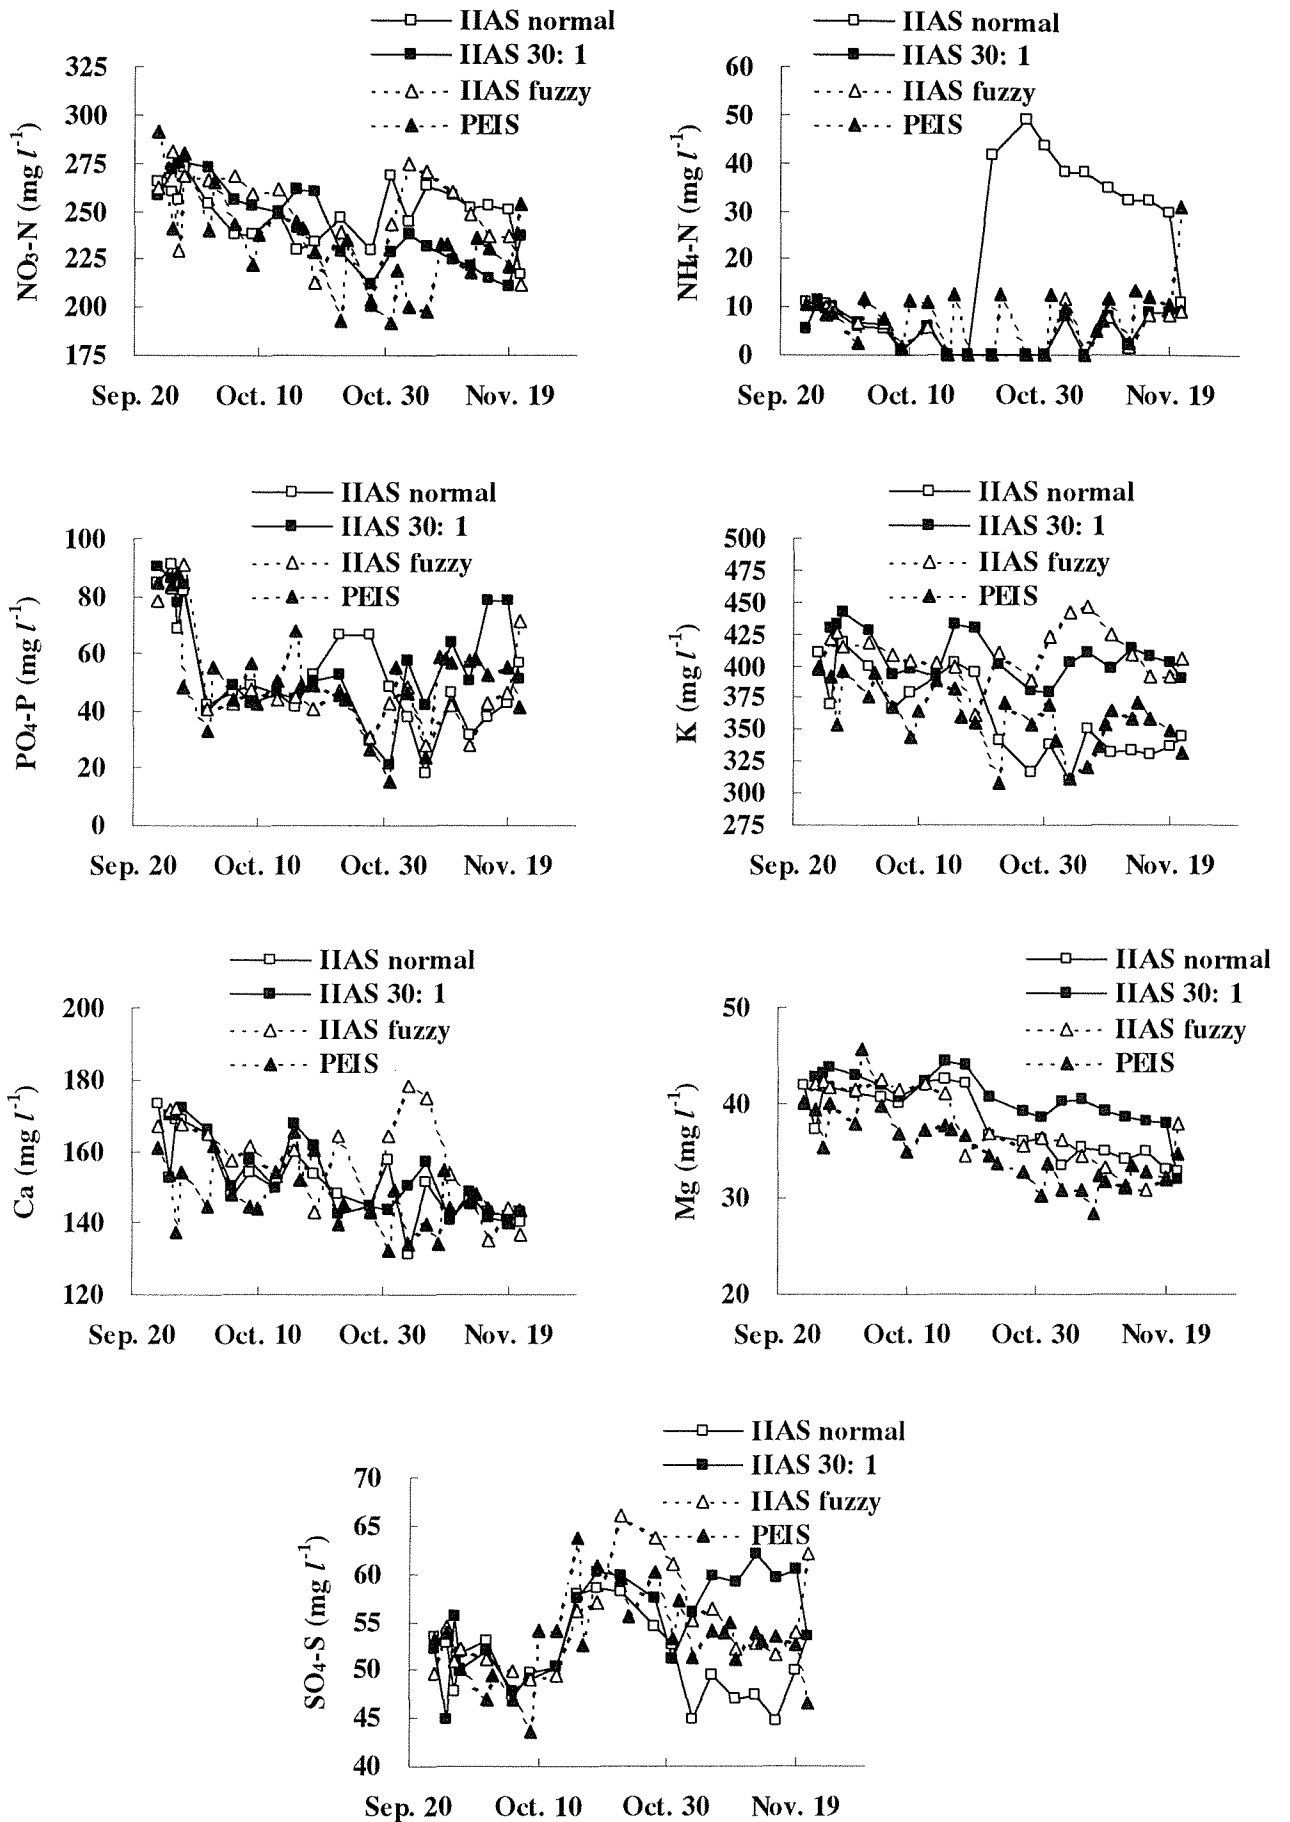 IIAS normal
IIAS 30: 1
IIAS fuzzy
PEIS
NO₃-N (mg l⁻¹)
325
300
275
250
225
200
175
Sep. 20 Oct. 10 Oct. 30 Nov. 19
IIAS normal
IIAS 30: 1
IIAS fuzzy
PEIS
NH₄-N (mg l⁻¹)
60
50
40
30
20
10
0
Sep. 20 Oct. 10 Oct. 30 Nov. 19
IIAS normal
IIAS 30: 1
IIAS fuzzy
PEIS
PO₄-P (mg l⁻¹)
100
80
60
40
20
0
Sep. 20 Oct. 10 Oct. 30 Nov. 19
IIAS normal
IIAS 30: 1
IIAS fuzzy
PEIS
K (mg l⁻¹)
500
475
450
425
400
375
350
325
300
275
Sep. 20 Oct. 10 Oct. 30 Nov. 19
IIAS normal
IIAS 30: 1
IIAS fuzzy
PEIS
Ca (mg l⁻¹)
200
180
160
140
120
Sep. 20 Oct. 10 Oct. 30 Nov. 19
IIAS normal
IIAS 30: 1
IIAS fuzzy
PEIS
Mg (mg l⁻¹)
50
40
30
20
Sep. 20 Oct. 10 Oct. 30 Nov. 19
IIAS normal
IIAS 30: 1
IIAS fuzzy
PEIS
SO₄-S (mg l⁻¹)
70
65
60
55
50
45
40
Sep. 20 Oct. 10 Oct. 30 Nov. 19